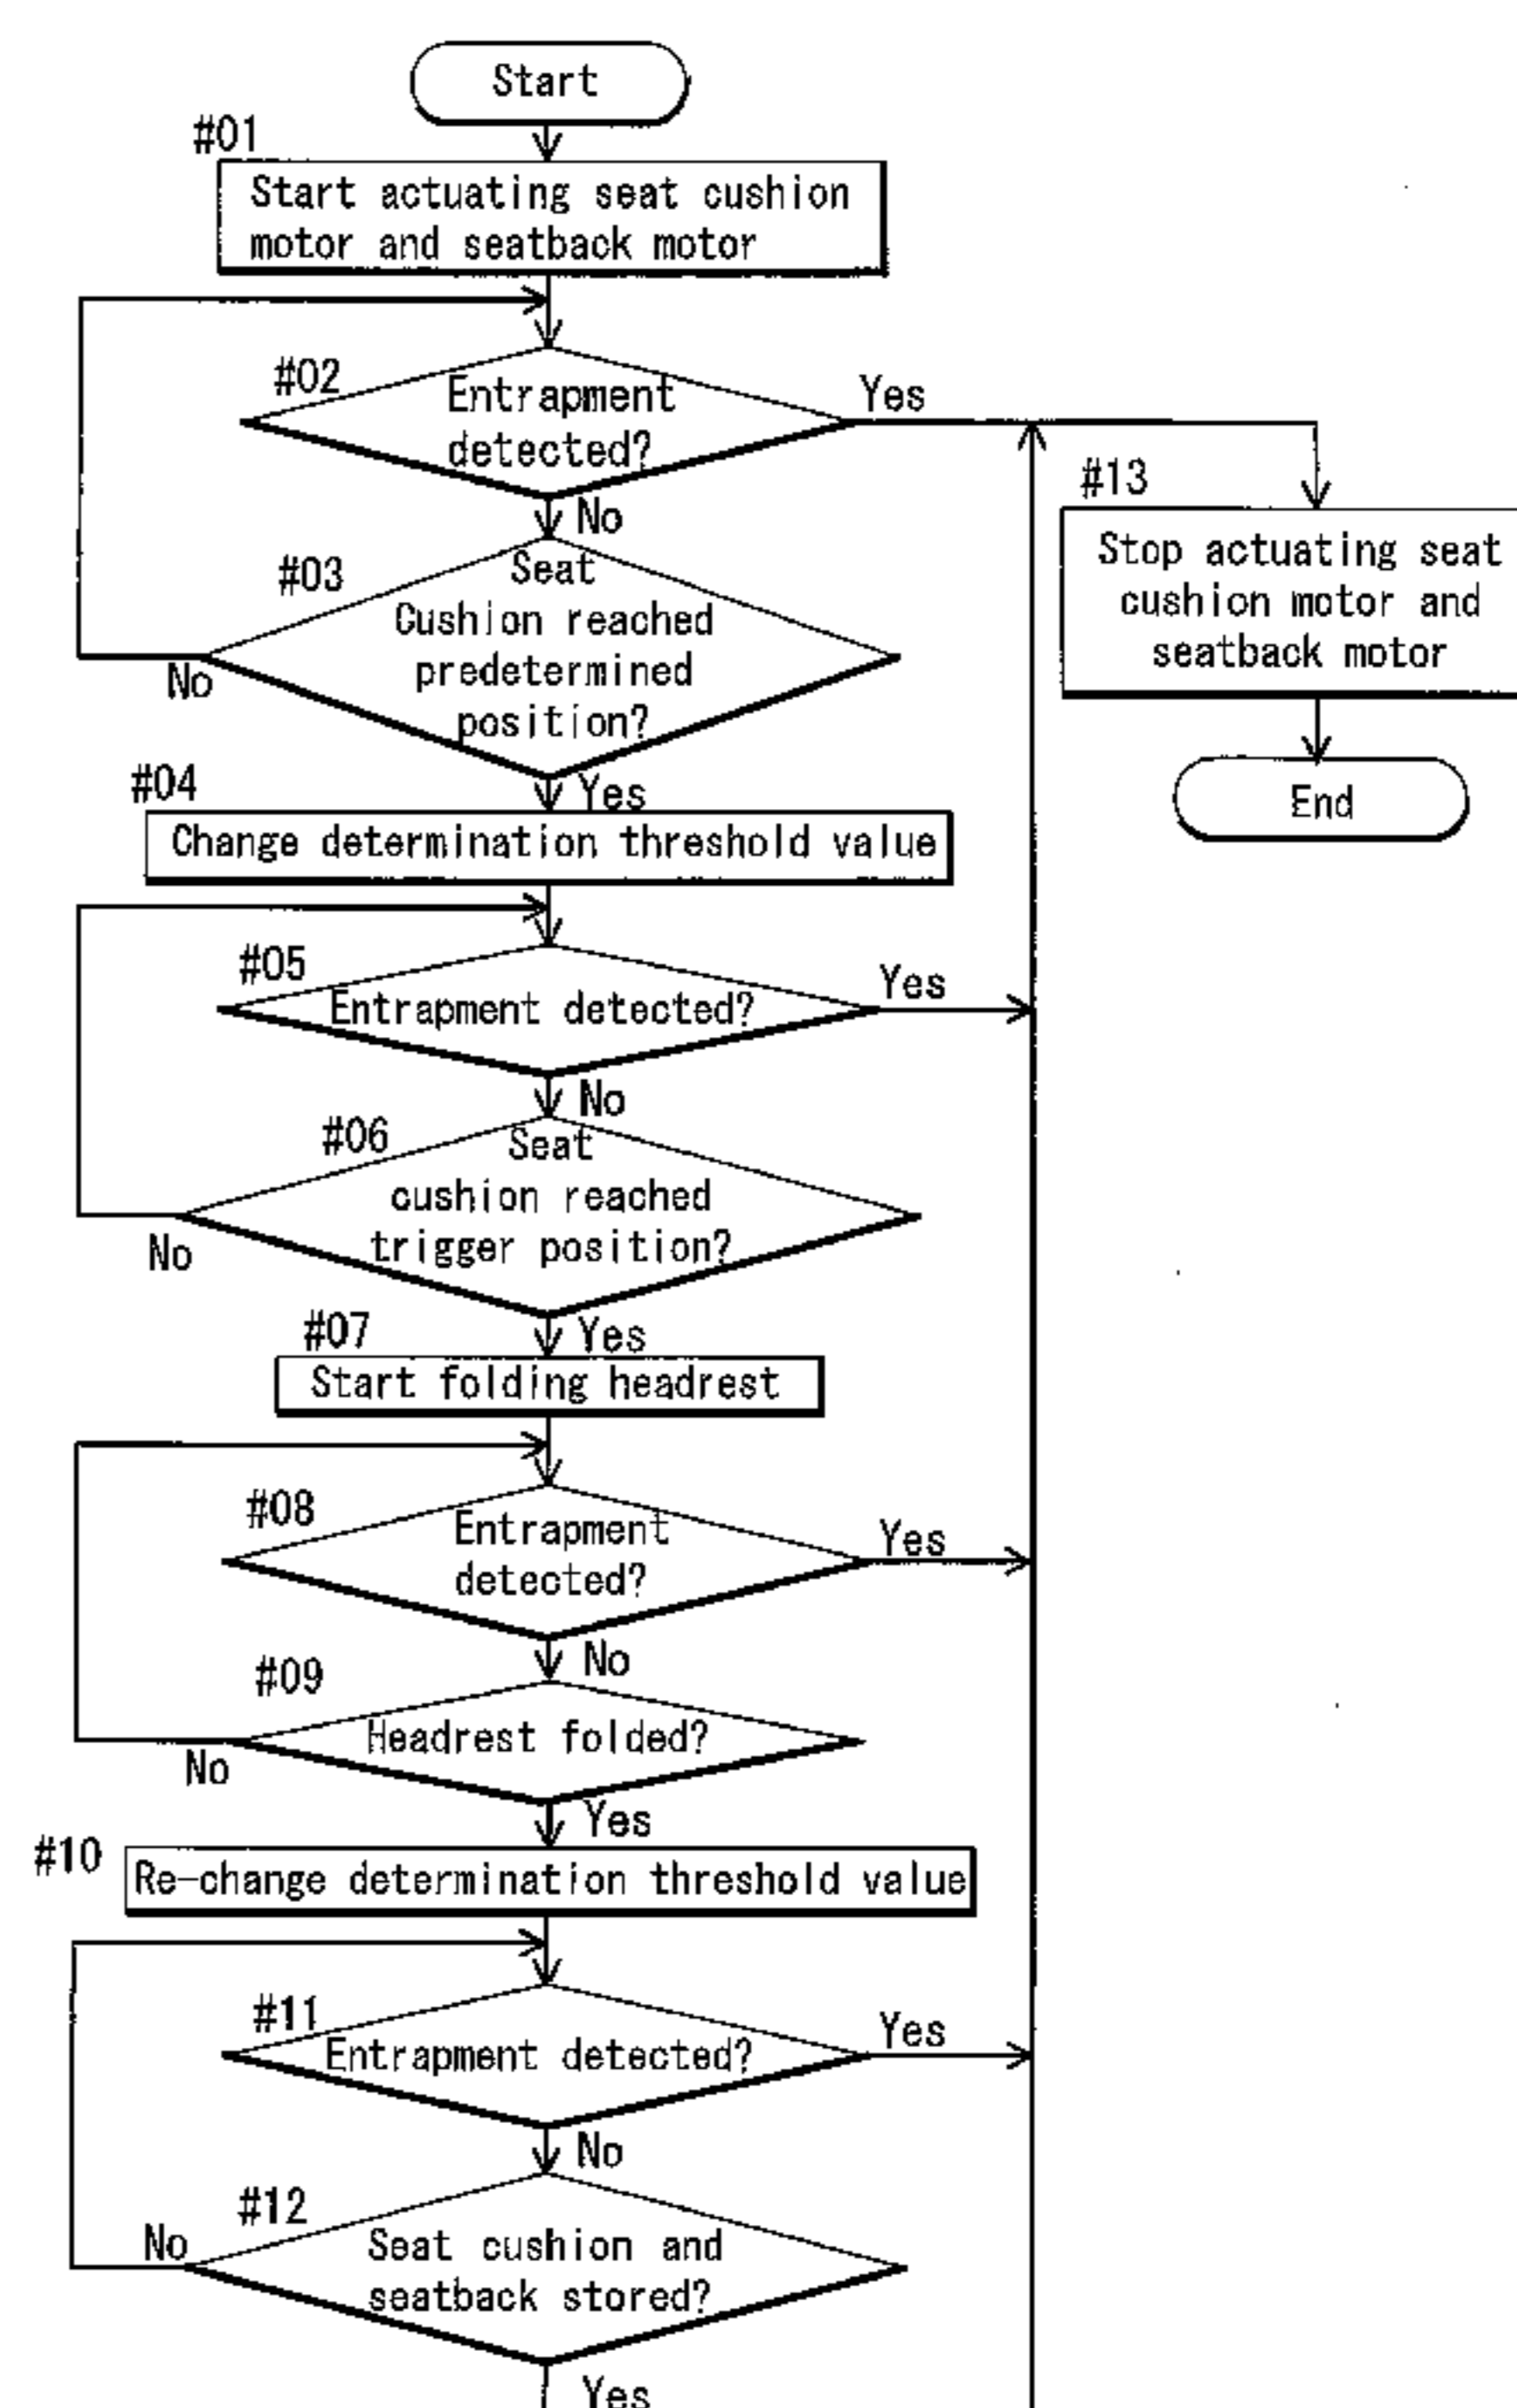 Start
#01
Start actuating seat cushion
motor and seatback motor
#02
Entrapment
detected?
Yes
No
#13
Stop actuating seat
cushion motor and
seatback motor
End
#03
Seat
Cushion reached
predetermined
position?
No
Yes
#04
Change determination threshold value
#05
Entrapment detected?
Yes
No
#06
Seat
cushion reached
trigger position?
No
Yes
#07
Start folding headrest
#08
Entrapment
detected?
Yes
No
#09
Headrest folded?
No
Yes
#10
Re-change determination threshold value
#11
Entrapment detected?
Yes
No
#12
Seat cushion and
seatback stored?
No
Yes